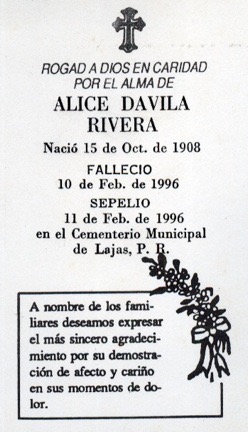 ROGAD A DIOS EN CARIDAD
POR EL ALMA DE
ALICE DAVILA
RIVERA
Nació 15 de Oct. de 1908
FALLECIO
10 de Feb. de 1996
SEPELIO
11 de Feb. de 1996
en el Cementerio Municipal
de Lajas, P. R.
A nombre de los fami-
liares deseamos expresar
el más sincero agradeci-
miento por su demostra-
ción de afecto y cariño
en sus momentos de do-
lor.